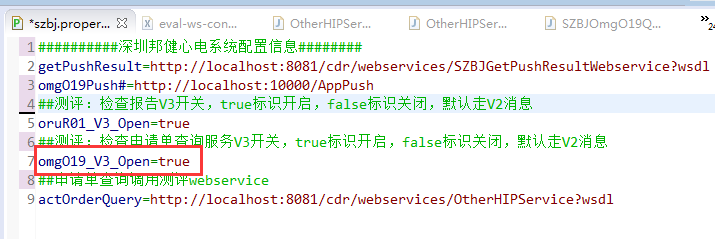 *szbj.proper...
eval-ws-con...
OtherHIPServ...
OtherHIPServ...
SZBJOmgO19Q...
1 ##########深圳邦健心电系统配置信息########
2 getPushResult=http://localhost:8081/cdr/webservices/SZBJGetPushResultWebservice?wsdl
3 omgO19Push#=http://localhost:10000/AppPush
4 ##测评：检查报告V3开关，true标识开启，false标识关闭，默认走V2消息
5 oruR01_V3_Open=true
6 ##测评：检查申请单查询服务V3开关，true标识开启，false标识关闭，默认走V2消息
7 omgO19_V3_Open=true
8 ##申请单查询调用测评webservice
9 actOrderQuery=http://localhost:8081/cdr/webservices/OtherHIPService?wsdl